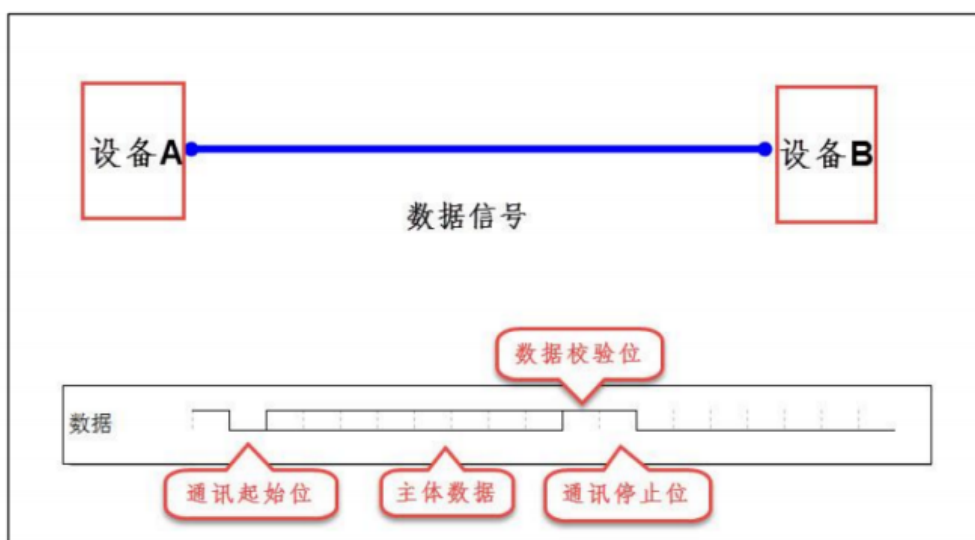 设备A
设备B
数据信号
数据校验位
数据
通讯起始位
主体数据
通讯停止位